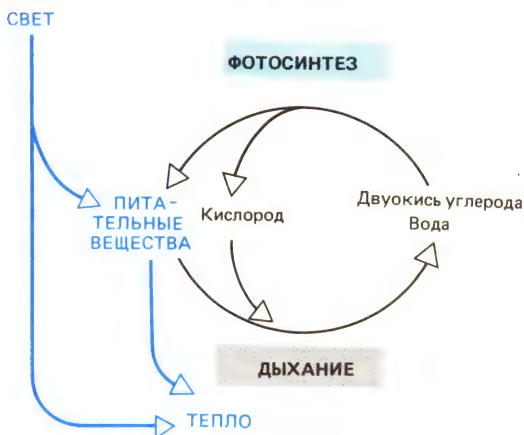 СВЕТ
ФОТОСИНТЕЗ
ПИТА-
ТЕЛЬНЫЕ
ВЕЩЕСТВА
Кислород
Двуокись углерода
Вода
ДЫХАНИЕ
ТЕПЛО